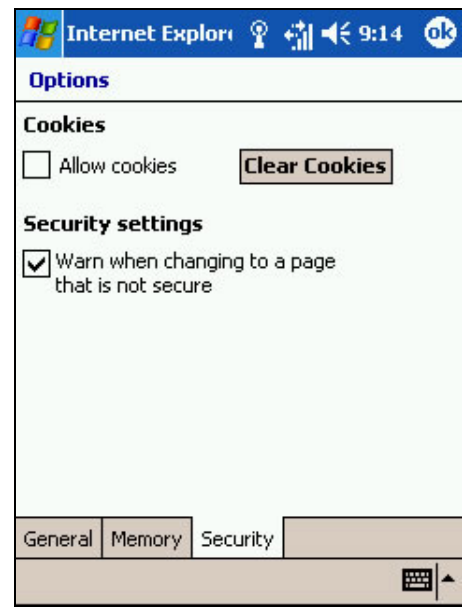 Internet Explor 9:14 ok
Options
Cookies
Allow cookies Clear Cookies
Security settings
Warn when changing to a page
that is not secure
General Memory Security